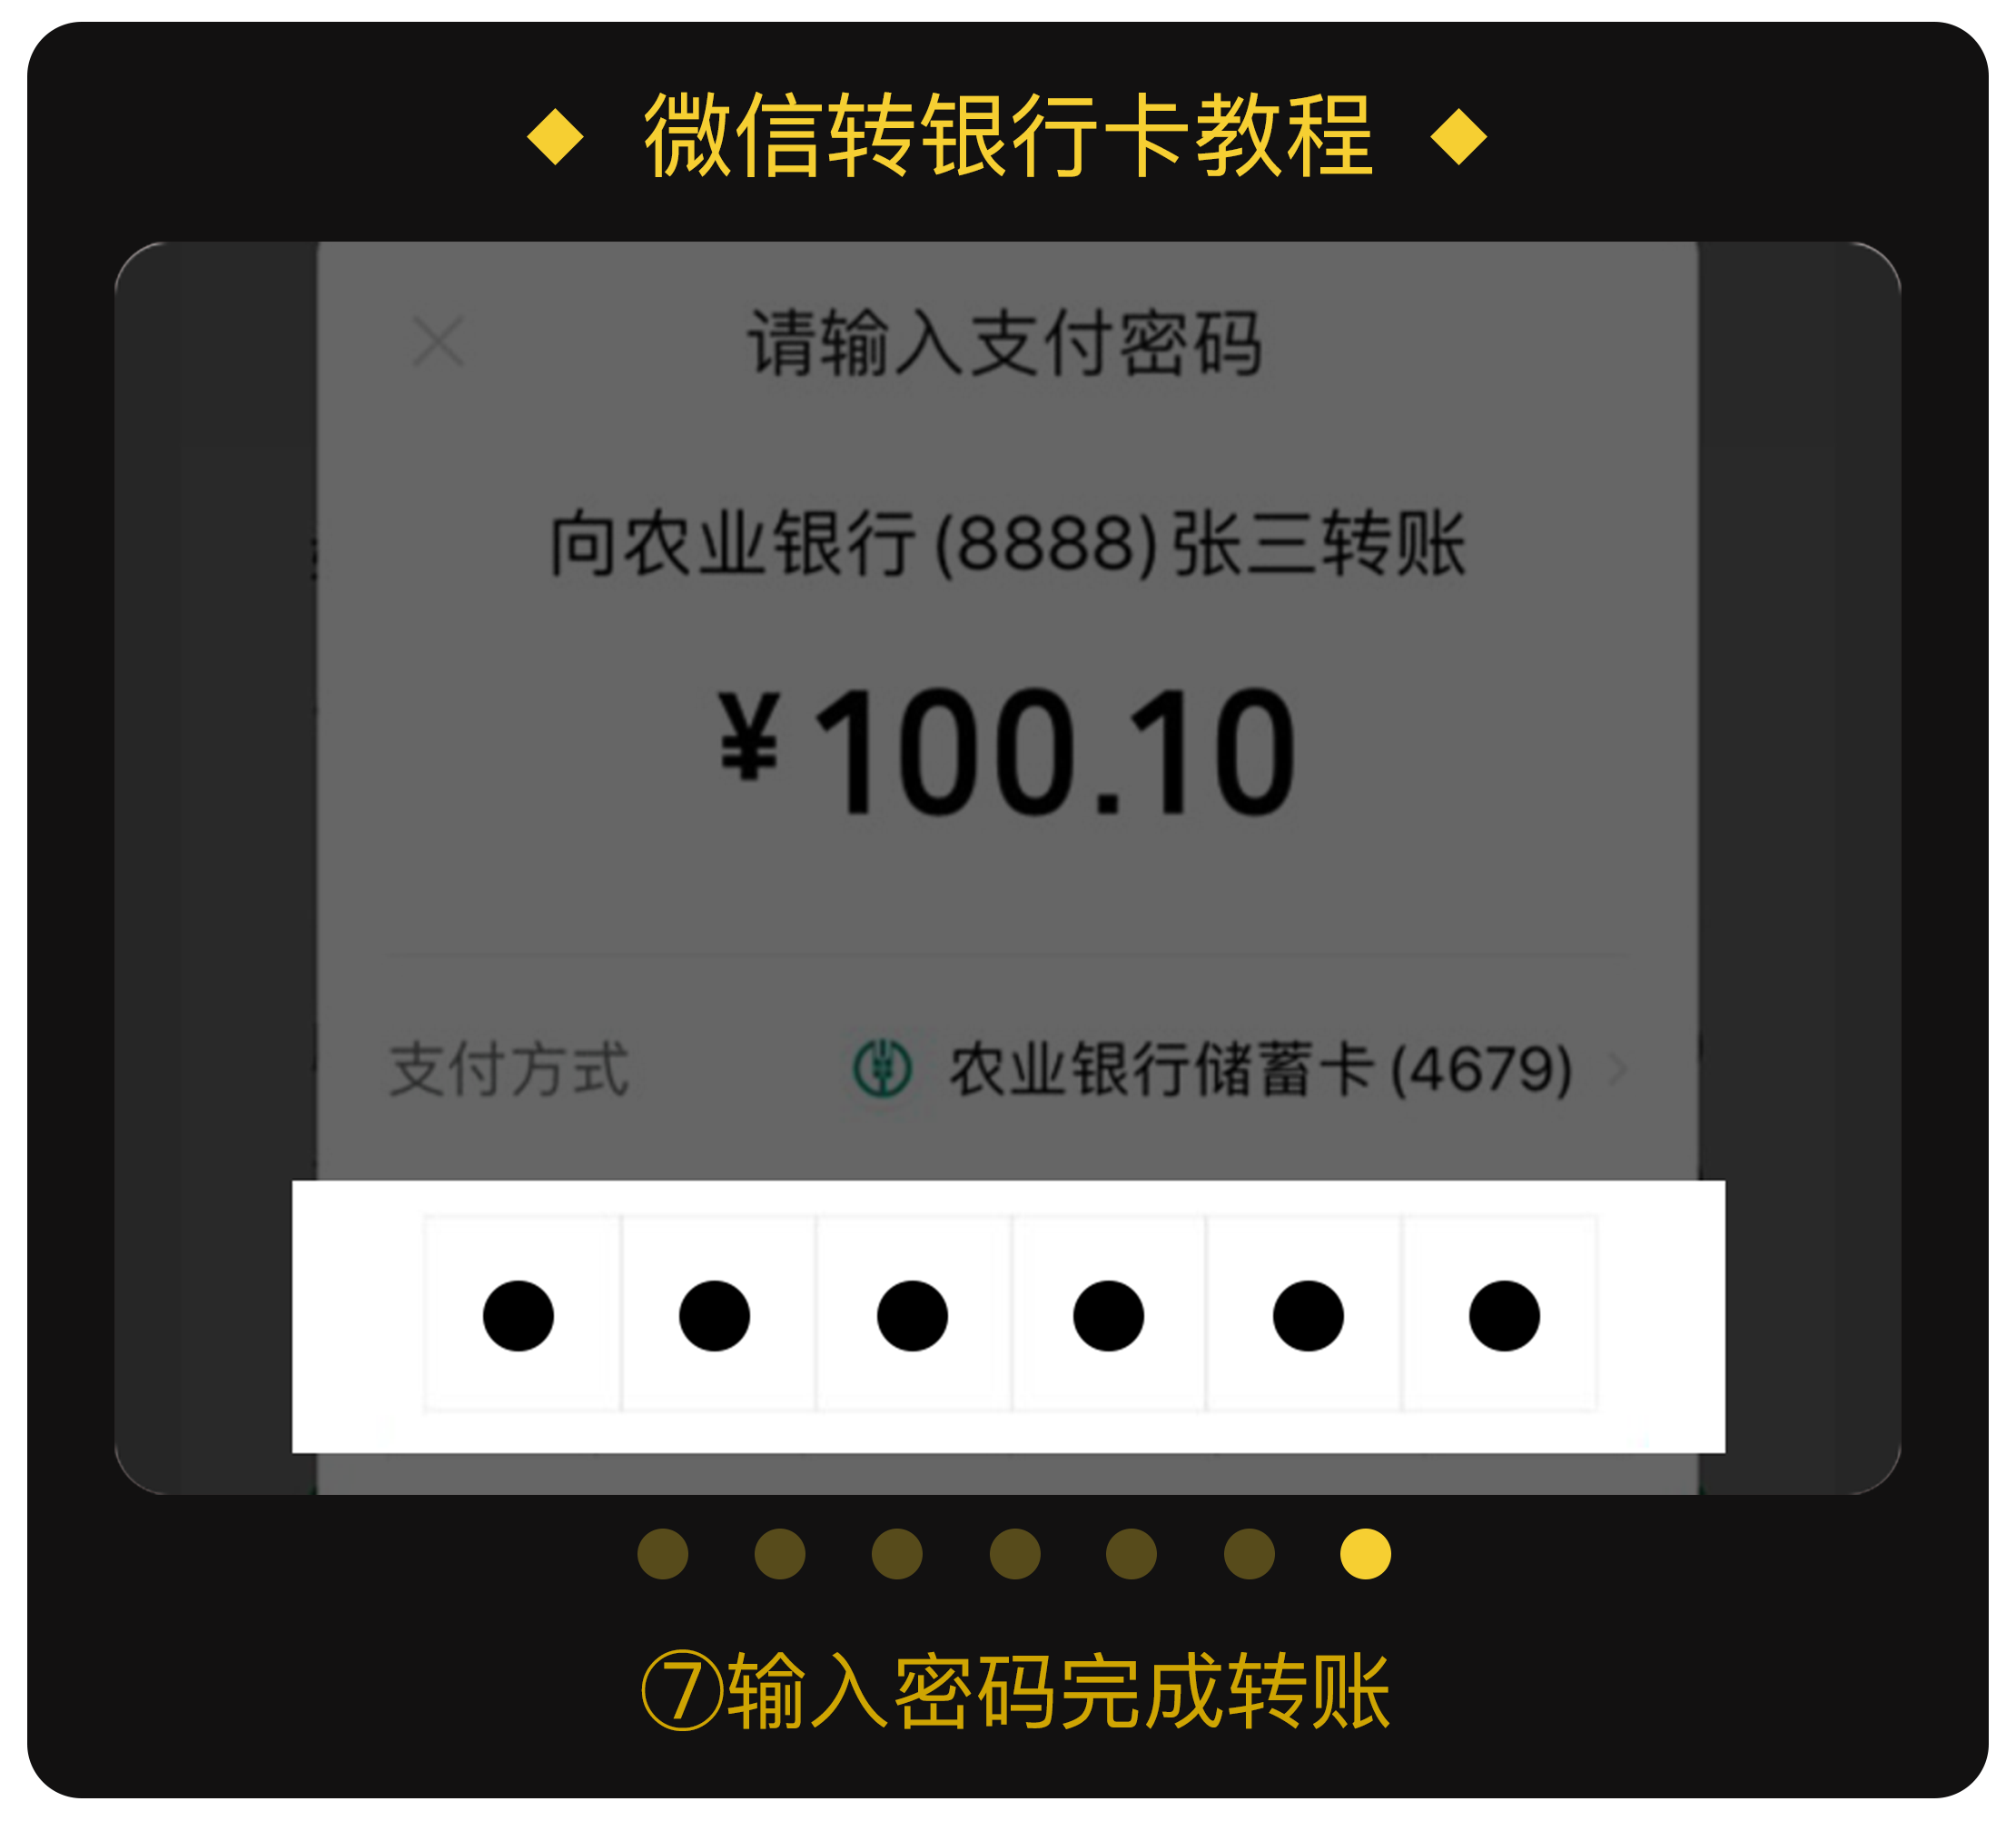 ◆ 微信转银行卡教程 ◆
请输入支付密码
向农业银行(8888)张三转账
¥100.10
支付方式 农业银行储蓄卡(4679)
⑦输入密码完成转账